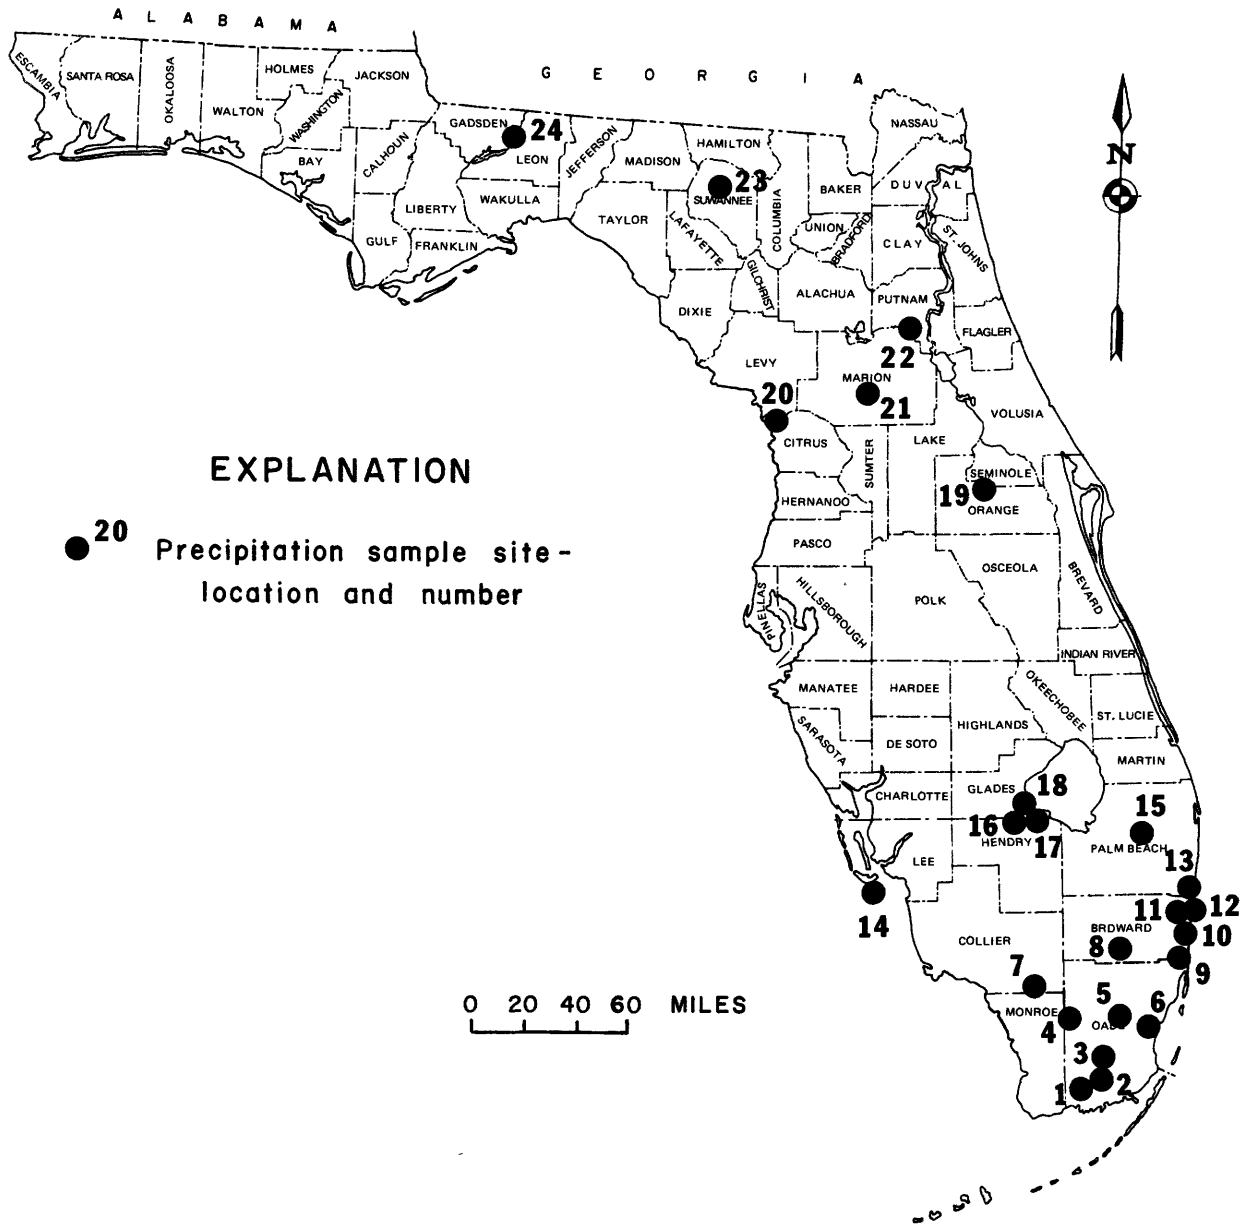 A L A B A M A
G E O R G I A
ESCAMBIA
SANTA ROSA
OKALOOSA
WALTON
HOLMES
WASHINGTON
JACKSON
BAY
CALHOUN
GULF
LIBERTY
FRANKLIN
GADSDEN
24
LEON
WAKULLA
JEFFERSON
MADISON
TAYLOR
HAMILTON
23
SUWANNEE
LAFAYETTE
COLUMBIA
BAKER
NASSAU
DUVAL
UNION
BRADFORD
CLAY
ST. JOHNS
DIXIE
GILCHRIST
ALACHUA
PUTNAM
22
FLAGLER
LEVY
MARION
21
20
CITRUS
VOLUSIA
LAKE
SUMTER
SEMINOLE
19
ORANGE
HERNANDO
PASCO
PINELLAS
HILLSBOROUGH
POLK
OSCEOLA
BREVARD
INDIAN RIVER
MANATEE
HARDEE
OKEECHOBEE
ST. LUCIE
SARASOTA
DE SOTO
HIGHLANDS
MARTIN
CHARLOTTE
GLADES
18
16
17
HENDRY
15
PALM BEACH
LEE
14
13
11
12
BRDWARD
10
8
9
COLLIER
7
MONROE
4
5
6
OADE
3
1
2
N
EXPLANATION
20
Precipitation sample site-
location and number
0 20 40 60 MILES